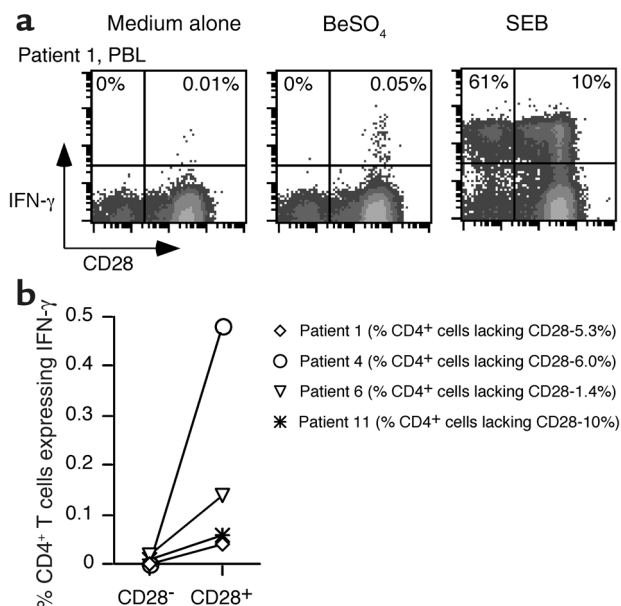 a
Medium alone
BeSO4
SEB
Patient 1, PBL
0%
0.01%
0%
0.05%
61%
10%
IFN-γ
CD28
b
% CD4+ T cells expressing IFN-γ
0.5
0.4
0.3
0.2
0.1
0
CD28-
CD28+
Patient 1 (% CD4+ cells lacking CD28-5.3%)
Patient 4 (% CD4+ cells lacking CD28-6.0%)
Patient 6 (% CD4+ cells lacking CD28-1.4%)
Patient 11 (% CD4+ cells lacking CD28-10%)